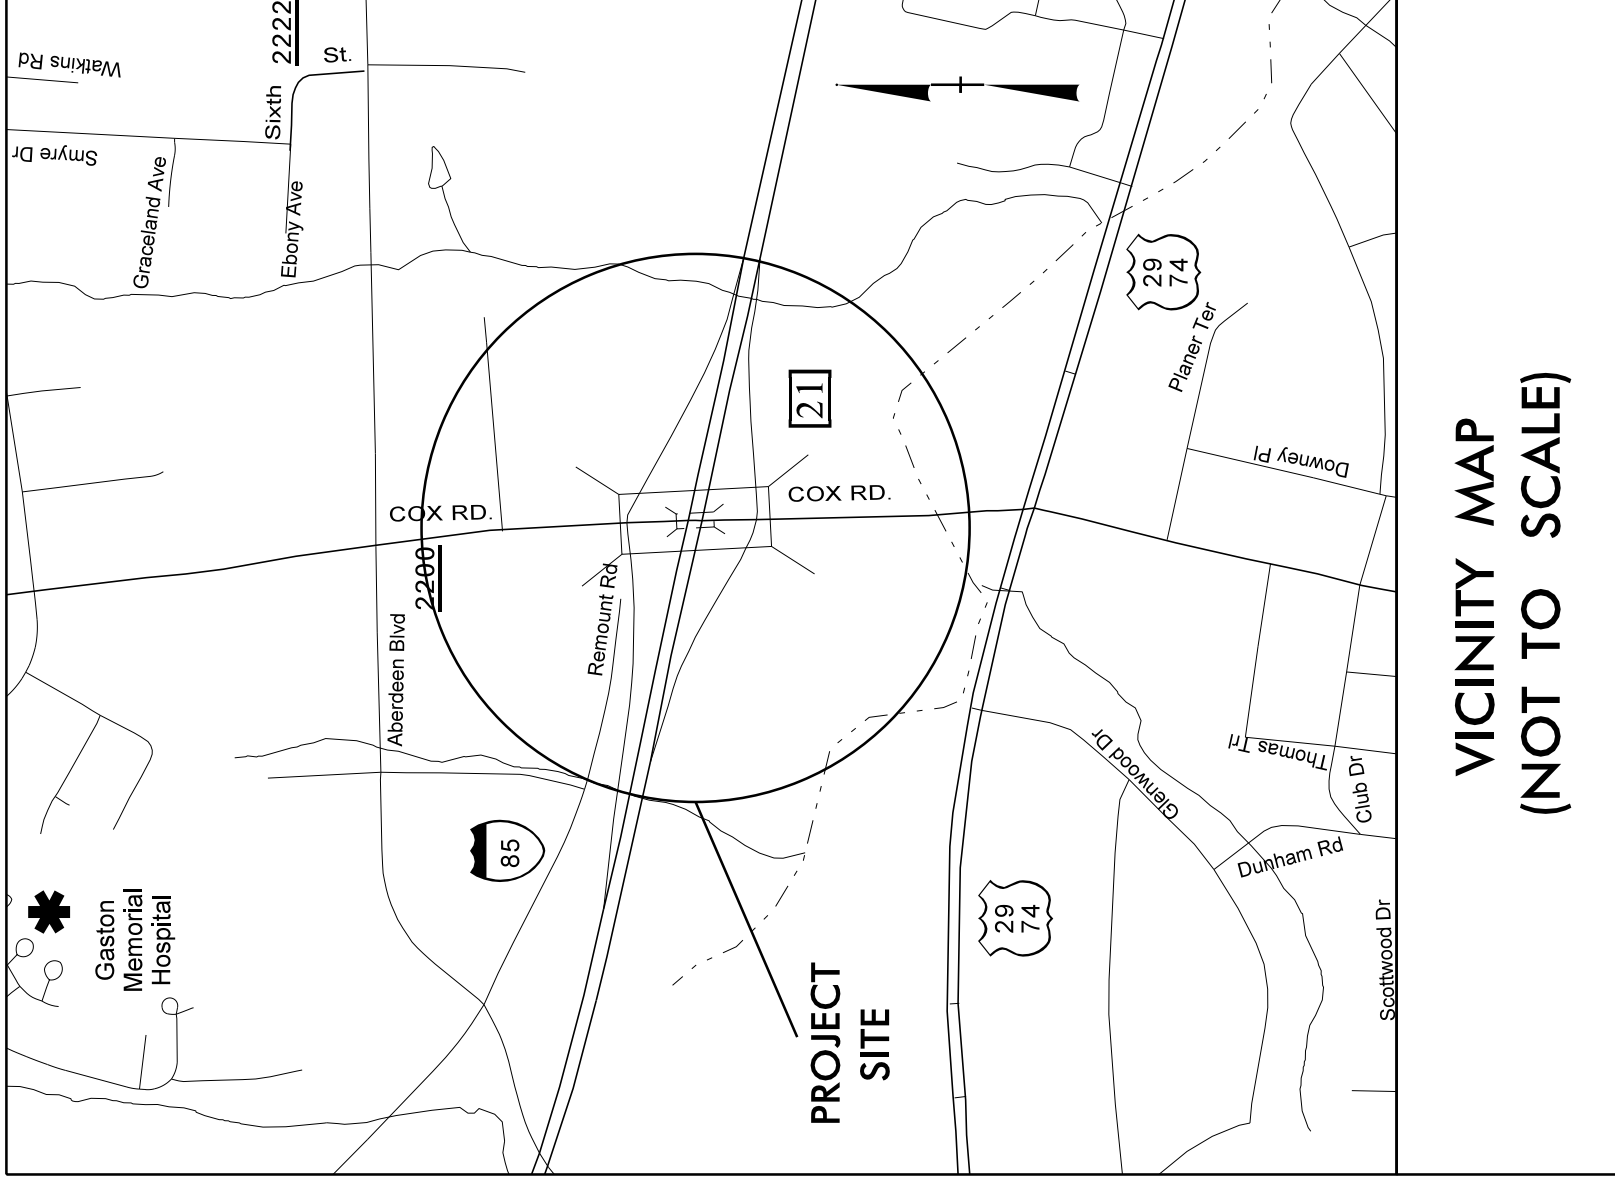 Watkins Rd
2222
St.
Sixth
Smyre Dr
Graceland Ave
Ebony Ave
29
74
Planer Ter
21
Downey Pl
COX RD.
COX RD.
2200
Remount Rd
Aberdeen Blvd
Glenwood Dr
Thomas Trl
Club Dr
Dunham Rd
85
Gaston
Memorial
Hospital
29
74
Scottwood Dr
PROJECT
SITE
VICINITY MAP
(NOT TO SCALE)